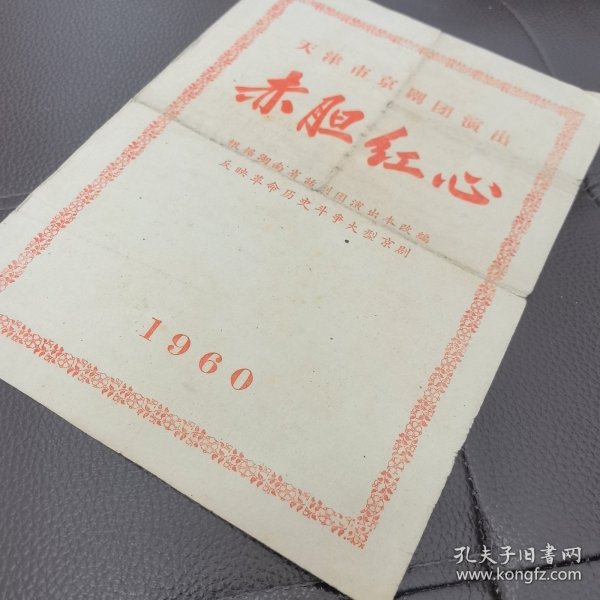 天津市京剧团演出
赤胆红心
根据湖南省湘剧团演出本改编
反映革命历史斗争大型京剧
1960
孔夫子旧书网
www.kongfz.com